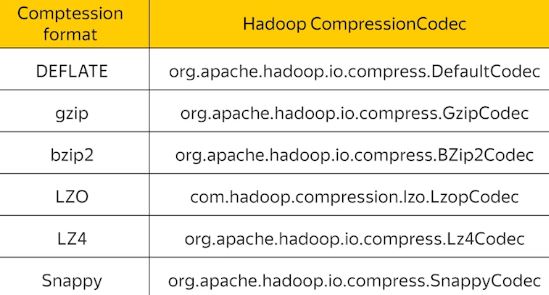 Comptession
format
Hadoop CompressionCodec
DEFLATE org.apache.hadoop.io.compress.DefaultCodec
gzip org.apache.hadoop.io.compress.GzipCodec
bzip2 org.apache.hadoop.io.compress.BZip2Codec
LZO com.hadoop.compression.lzo.LzopCodec
LZ4 org.apache.hadoop.io.compress.Lz4Codec
Snappy org.apache.hadoop.io.compress.SnappyCodec